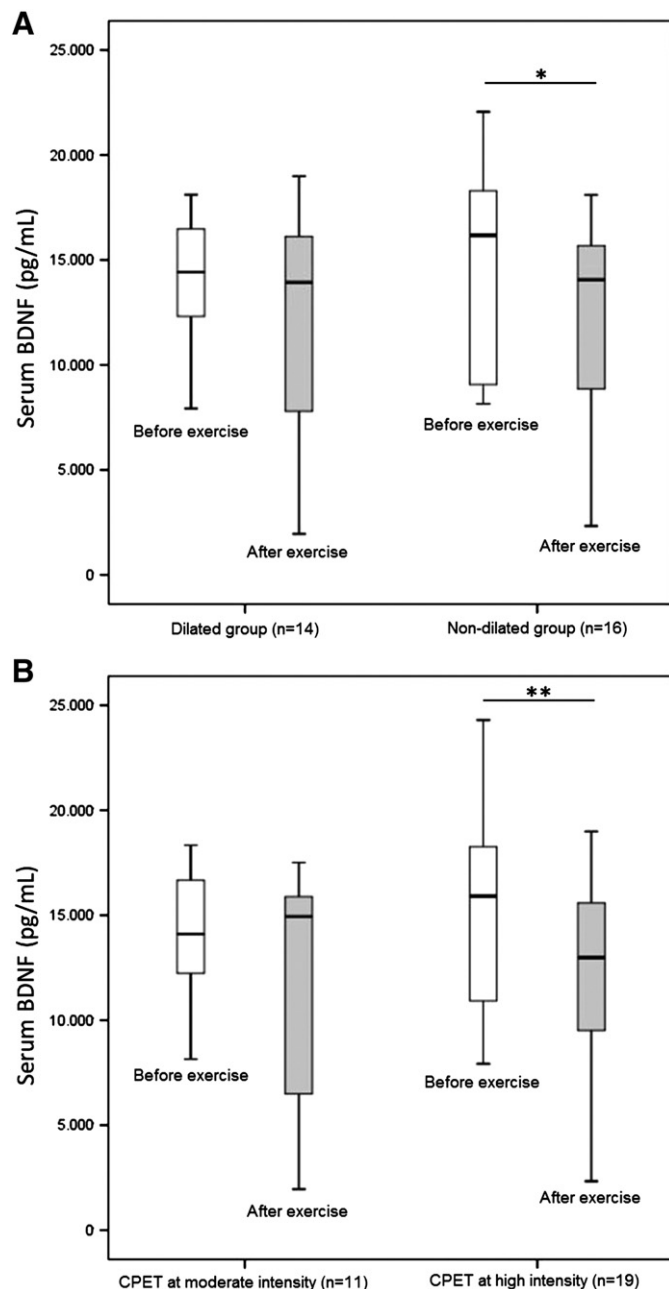 A
25.000
*
20.000
15.000
10.000
5.000
0
Serum BDNF (pg/mL)
Before exercise
Before exercise
After exercise
After exercise
Dilated group (n=14)
Non-dilated group (n=16)
B
25.000
**
20.000
15.000
10.000
5.000
0
Serum BDNF (pg/mL)
Before exercise
Before exercise
After exercise
After exercise
CPET at moderate intensity (n=11)
CPET at high intensity (n=19)